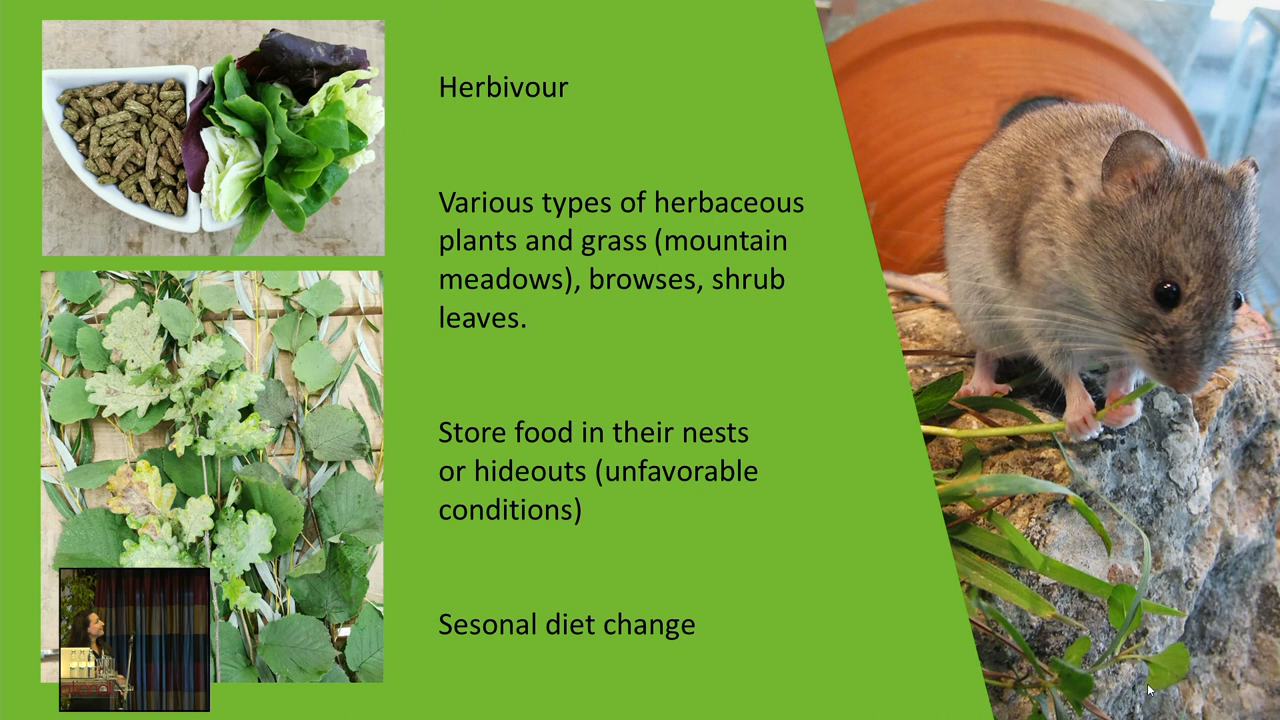 Herbivour
Various types of herbaceous
plants and grass (mountain
meadows), browses, shrub
leaves.
Store food in their nests
or hideouts (unfavorable
conditions)
Sesonal diet change